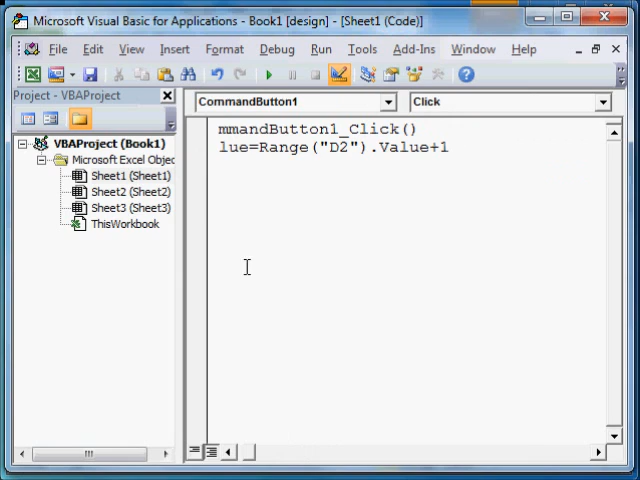 Microsoft Visual Basic for Applications - Book1 [design] - [Sheet1 (Code)]
File Edit View Insert Format Debug Run Tools Add-Ins Window Help
Project - VBAProject
CommandButton1 Click
VBAProject (Book1)
Microsoft Excel Objec
Sheet1 (Sheet1)
Sheet2 (Sheet2)
Sheet3 (Sheet3)
ThisWorkbook
mmandButton1_Click()
lue=Range("D2").Value+1